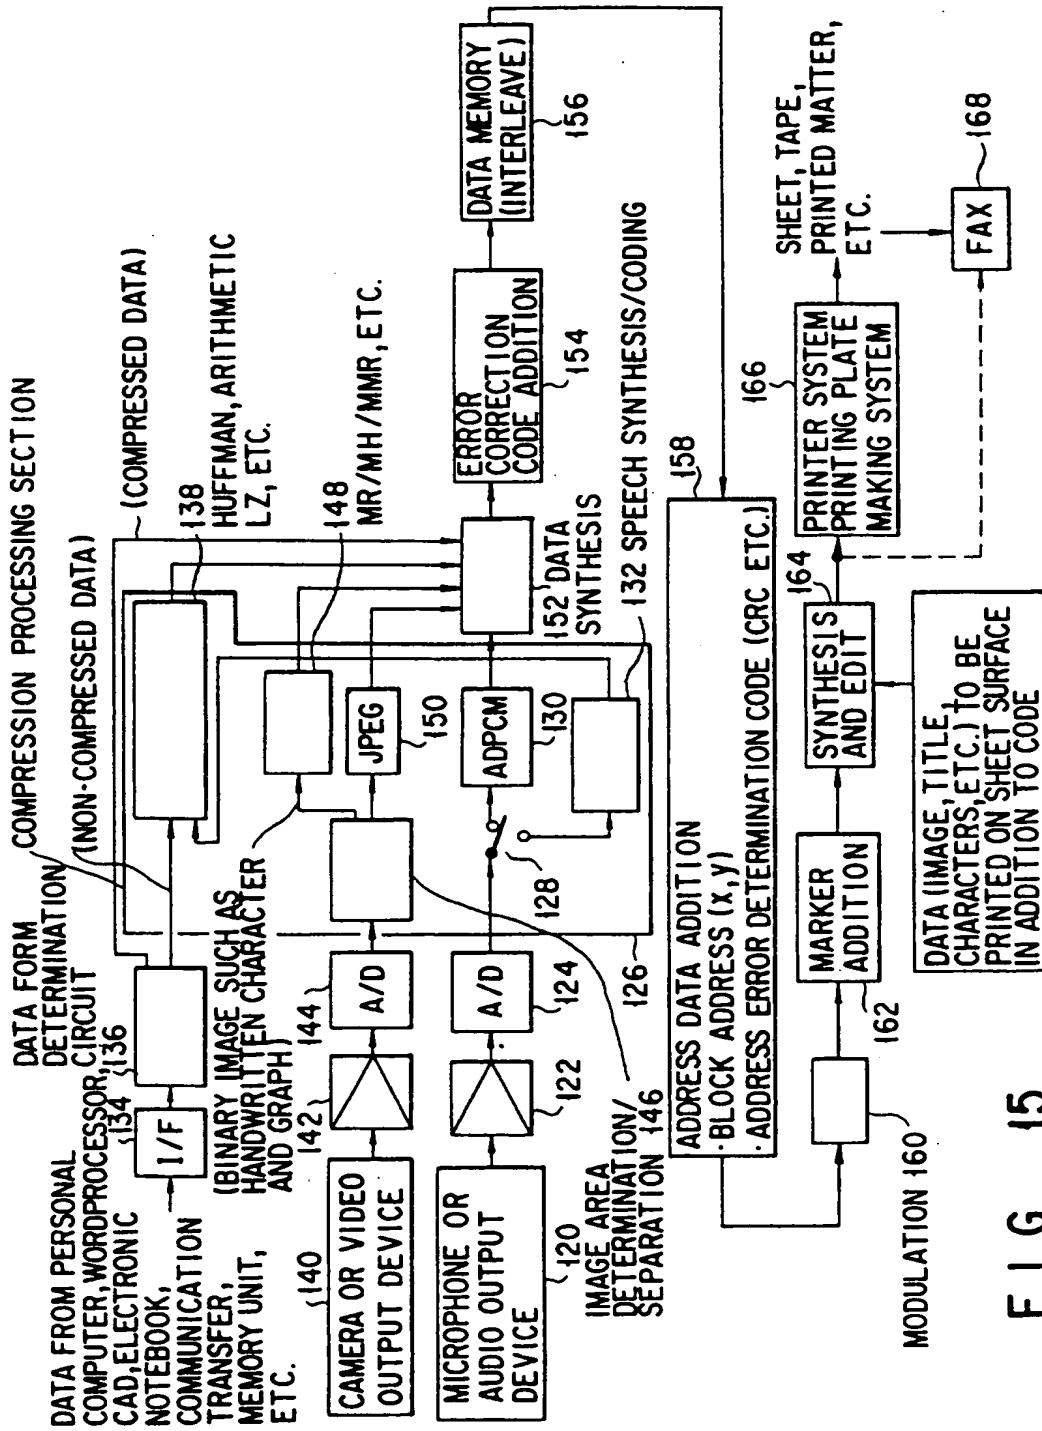 DATA FROM PERSONAL
COMPUTER, WORDPROCESSOR,
CAD, ELECTRONIC
NOTEBOOK,
COMMUNICATION
TRANSFER,
MEMORY UNIT,
ETC.
134
I/F
DATA FORM
DETERMINATION
CIRCUIT
136
COMPRESSION PROCESSING SECTION
(NON-COMPRESSED DATA)
(COMPRESSED DATA)
138
HUFFMAN, ARITHMETIC
LZ, ETC.
(BINARY IMAGE SUCH AS
HANDWRITTEN CHARACTER
AND GRAPH)
148
MR/MH/MMR, ETC.
140
CAMERA OR VIDEO
OUTPUT DEVICE
142
144
A/D
JPEG
150
MICROPHONE OR
AUDIO OUTPUT
DEVICE
120
122
A/D
124
126
128
ADPCM
130
152 DATA
SYNTHESIS
132 SPEECH SYNTHESIS/CODING
ERROR
CORRECTION
CODE ADDITION
154
DATA MEMORY
(INTERLEAVE)
156
IMAGE AREA
DETERMINATION/
SEPARATION 146
158
ADDRESS DATA ADDITION
·BLOCK ADDRESS (x,y)
·ADDRESS ERROR DETERMINATION CODE (CRC ETC.)
MODULATION 160
MARKER
ADDITION
162
SYNTHESIS
AND EDIT
164
PRINTER SYSTEM
PRINTING PLATE
MAKING SYSTEM
166
SHEET, TAPE,
PRINTED MATTER,
ETC.
FAX
168
DATA (IMAGE, TITLE,
CHARACTERS, ETC.) TO BE
PRINTED ON SHEET SURFACE
IN ADDITION TO CODE
FIG 15